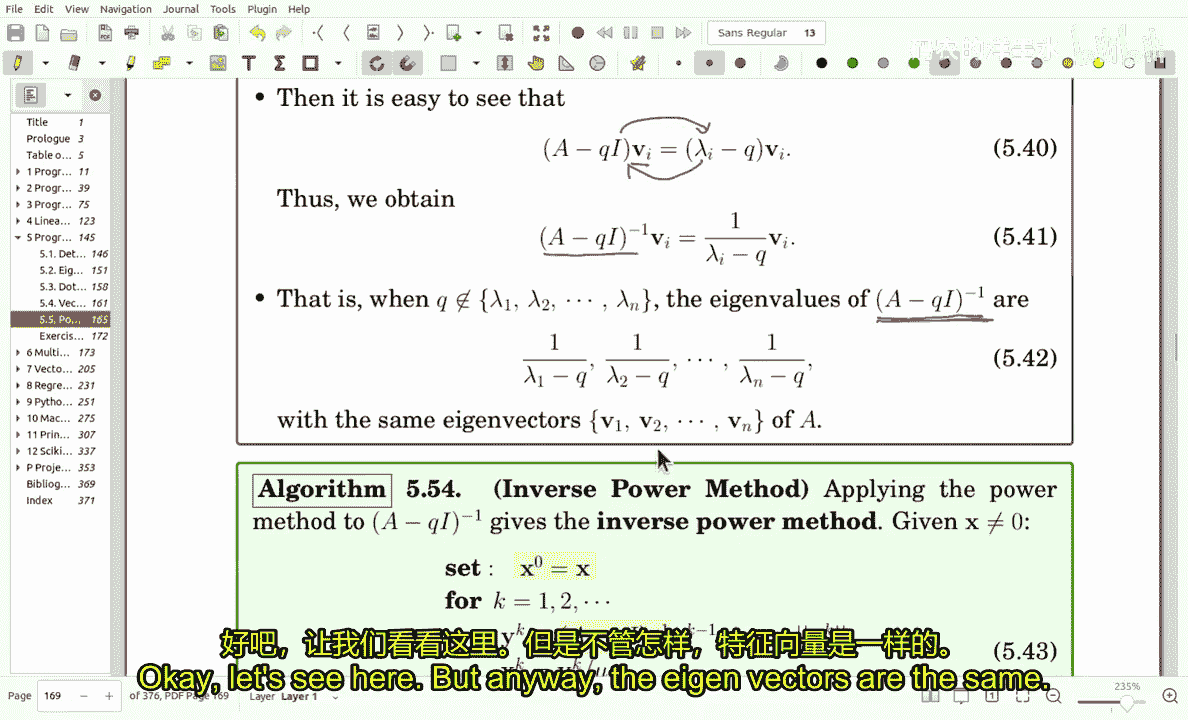 File Edit View Navigation Journal Tools Plugin Help
Sans Regular 13
• Then it is easy to see that
(A − qI)v_i = (λ_i − q)v_i. (5.40)
Thus, we obtain
(A − qI)^{−1}v_i = \frac{1}{λ_i − q}v_i. (5.41)
• That is, when q ∉ {λ_1, λ_2, ⋯ , λ_n}, the eigenvalues of (A − qI)^{−1} are
\frac{1}{λ_1 − q}, \frac{1}{λ_2 − q}, ⋯ , \frac{1}{λ_n − q}, (5.42)
with the same eigenvectors {v_1, v_2, ⋯ , v_n} of A.
Algorithm 5.54. (Inverse Power Method) Applying the power
method to (A − qI)^{−1} gives the inverse power method. Given x ≠ 0:
set : x^0 = x
for k = 1, 2, ⋯
(5.43)
Title 1
Prologue 3
Table o... 5
1 Progr... 11
2 Progr... 39
3 Progr... 75
4 Linea... 123
5 Progr... 145
5.1. Det... 146
5.2. Eig... 151
5.3. Dot... 158
5.4. Vec... 161
5.5. Po... 165
Exercis... 172
6 Multi... 173
7 Vecto... 205
8 Regre... 231
9 Pytho... 251
10 Mac... 275
11 Prin... 307
12 Sciki... 337
P Proje... 353
Bibliog... 369
Index 371
好吧，让我们看看这里。但是不管怎样，特征向量是一样的。
Okay, let's see here. But anyway, the eigen vectors are the same.
Page 169 of 376, PDF Page 169 Layer Layer 1
235%